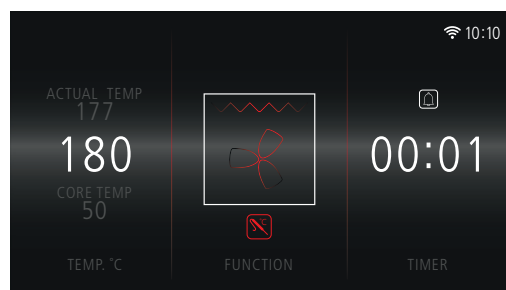 10:10
ACTUAL TEMP
177
180
CORE TEMP
50
TEMP. °C
°C
FUNCTION
00:01
TIMER